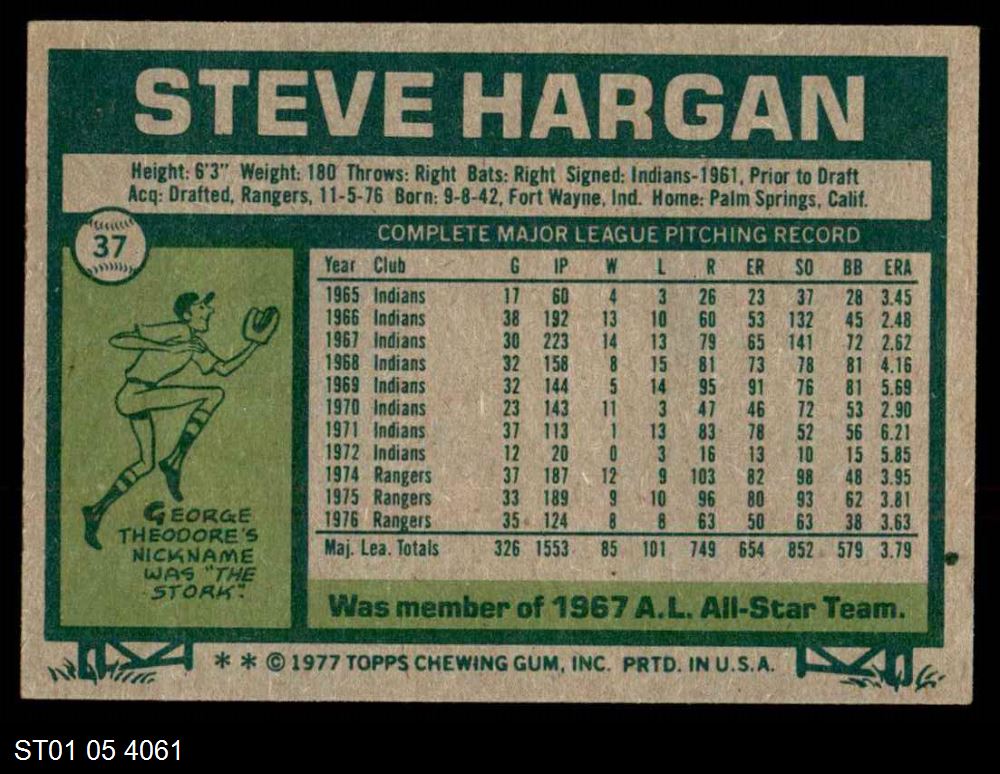 STEVE HARGAN
Height: 6'3" Weight: 180 Throws: Right Bats: Right Signed: Indians-1961, Prior to Draft
Acq: Drafted, Rangers, 11-5-76 Born: 9-8-42, Fort Wayne, Ind. Home: Palm Springs, Calif.
37
COMPLETE MAJOR LEAGUE PITCHING RECORD
Year Club G IP W L R ER SO BB ERA
1965 Indians 17 60 4 3 26 23 37 28 3.45
1966 Indians 38 192 13 10 60 53 132 45 2.48
1967 Indians 30 223 14 13 79 65 141 72 2.62
1968 Indians 32 158 8 15 81 73 78 81 4.16
1969 Indians 32 144 5 14 95 91 76 81 5.69
1970 Indians 23 143 11 3 47 46 72 53 2.90
1971 Indians 37 113 1 13 83 78 52 56 6.21
1972 Indians 12 20 0 3 16 13 10 15 5.85
1974 Rangers 37 187 12 9 103 82 98 48 3.95
1975 Rangers 33 189 9 10 96 80 93 62 3.81
1976 Rangers 35 124 8 8 63 50 63 38 3.63
Maj. Lea. Totals 326 1553 85 101 749 654 852 579 3.79
GEORGE
THEODORE'S
NICKNAME
WAS "THE
STORK".
Was member of 1967 A.L. All-Star Team.
* * © 1977 TOPPS CHEWING GUM, INC. PRTD. IN U.S.A.
ST01 05 4061